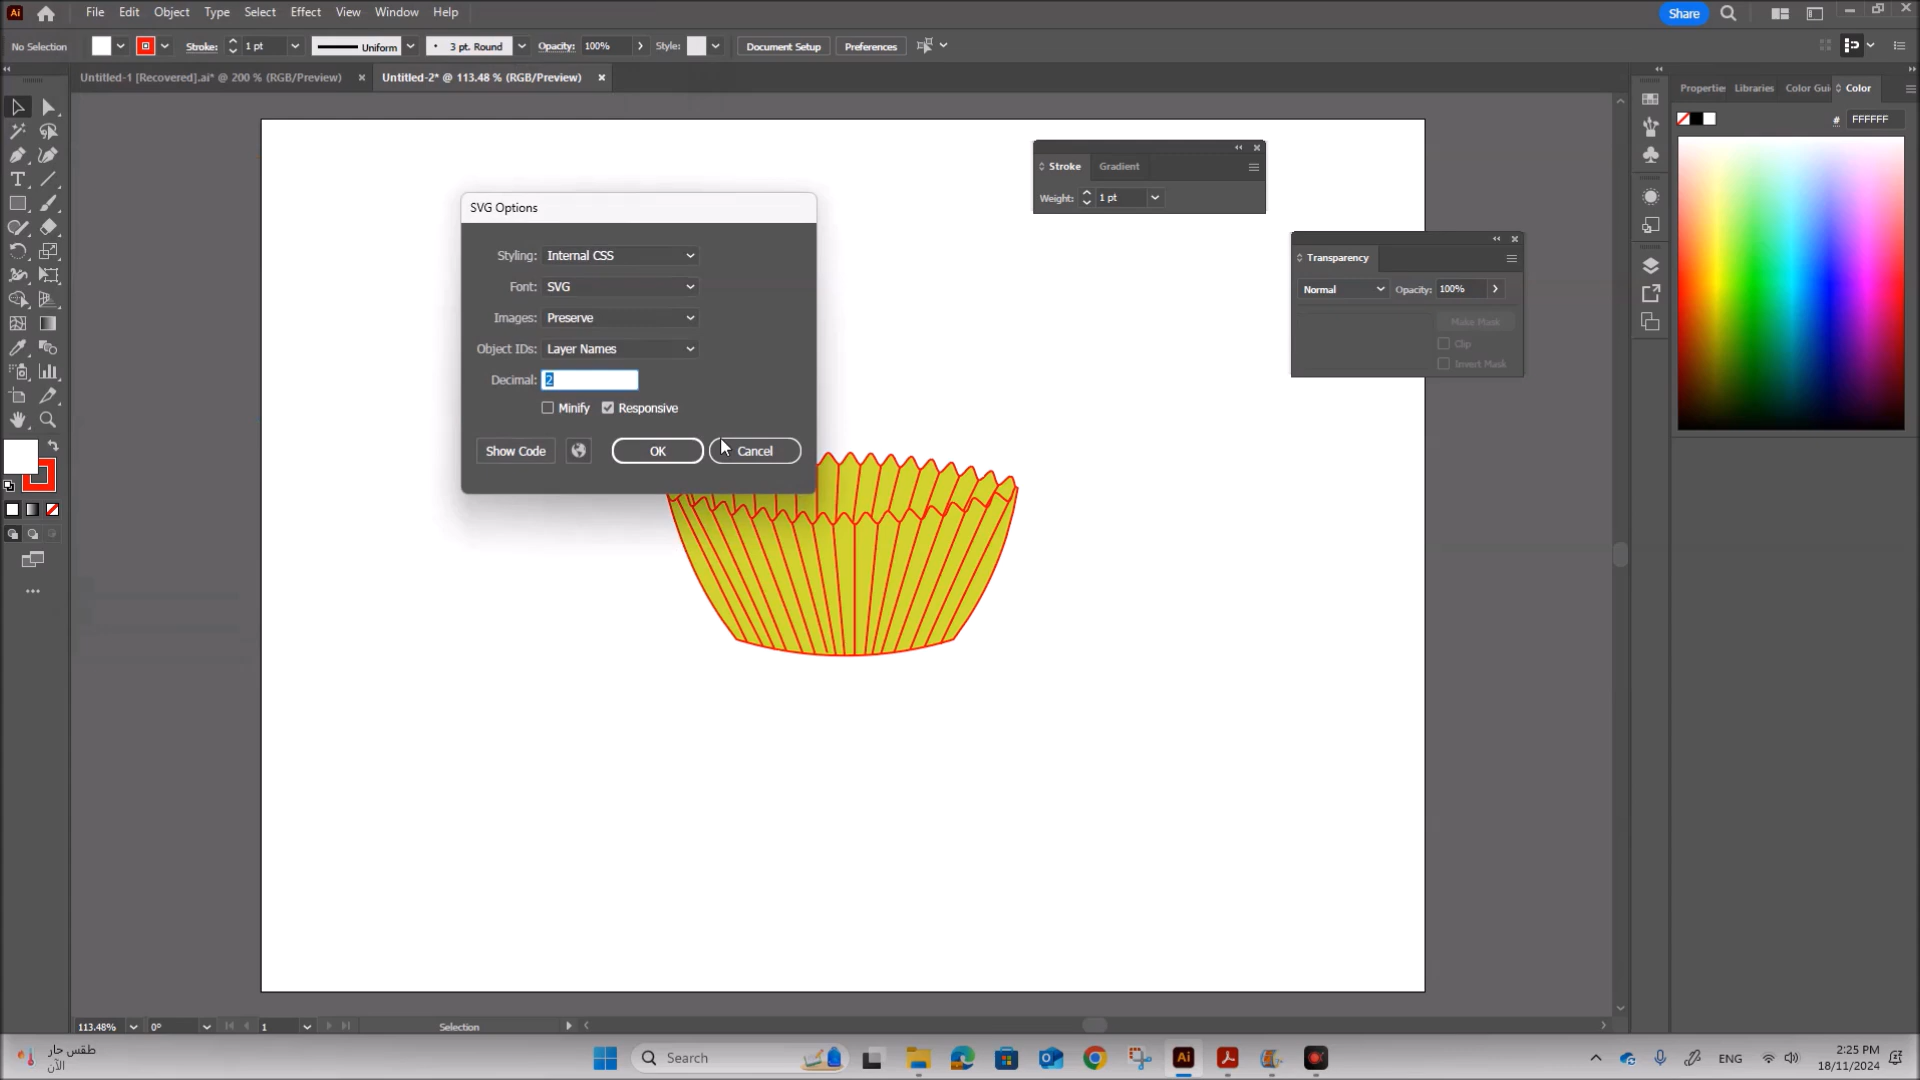 Ai File Edit Object Type Select Effect View Window Help Share
No Selection Stroke: 1 pt Uniform 3 pt. Round Opacity: 100% Style: Document Setup Preferences
Untitled-1 [Recovered].ai* @ 200 % (RGB/Preview) Untitled-2* @ 113.48 % (RGB/Preview)
Properties Libraries Color Gui Color
# FFFFFF
Stroke Gradient
Weight: 1 pt
SVG Options
Styling: Internal CSS
Font: SVG
Images: Preserve
Object IDs: Layer Names
Decimal: 2
Minify Responsive
Show Code OK Cancel
Transparency
Normal Opacity: 100%
Make Mask
Clip
Invert Mask
113.48% 0° 1 Selection
طقس حار
الآن
Search
Ai
ENG
2:25 PM
18/11/2024